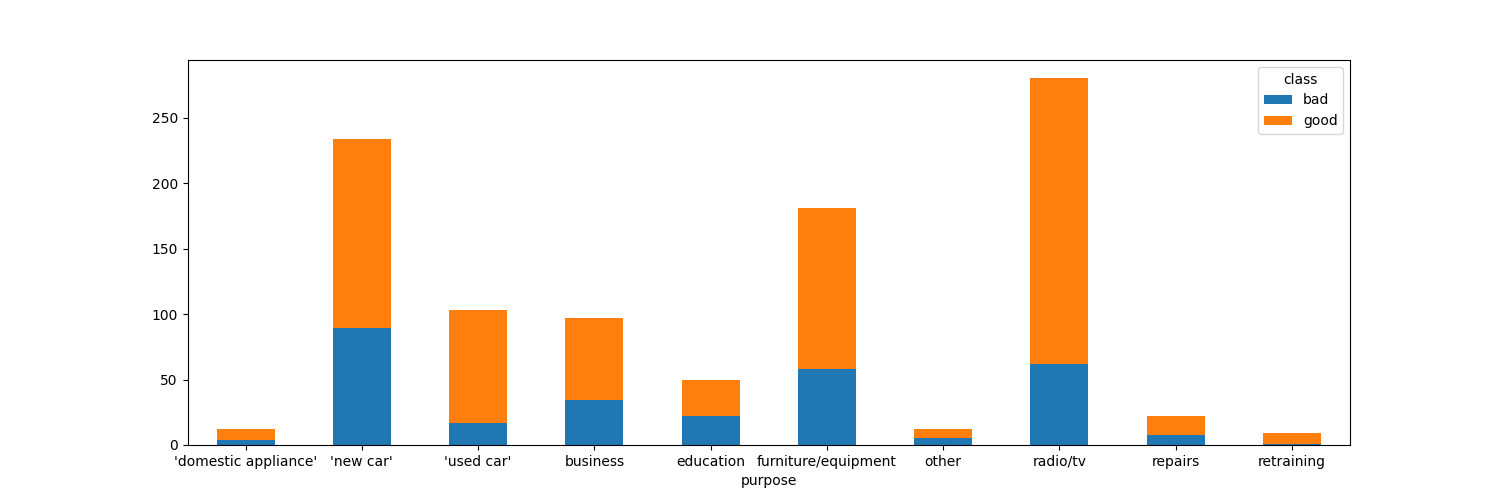 class
bad
good
250
200
150
100
50
0
'domestic appliance' 'new car' 'used car' business education furniture/equipment other radio/tv repairs retraining
purpose